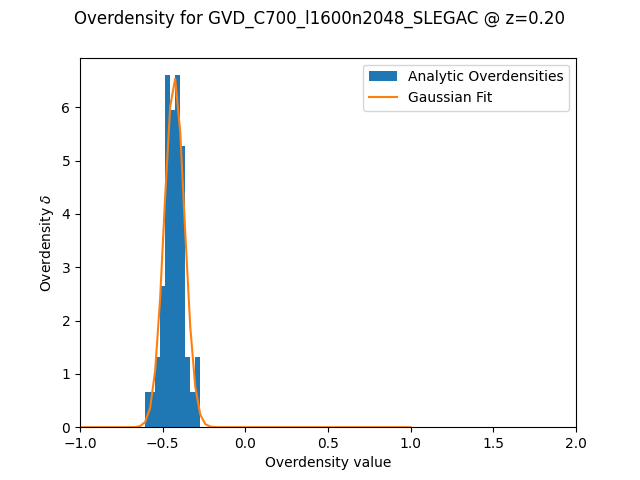 Overdensity for GVD_C700_l1600n2048_SLEGAC @ z=0.20
Analytic Overdensities
Gaussian Fit
Overdensity δ
6
5
4
3
2
1
0
−1.0 −0.5 0.0 0.5 1.0 1.5 2.0
Overdensity value